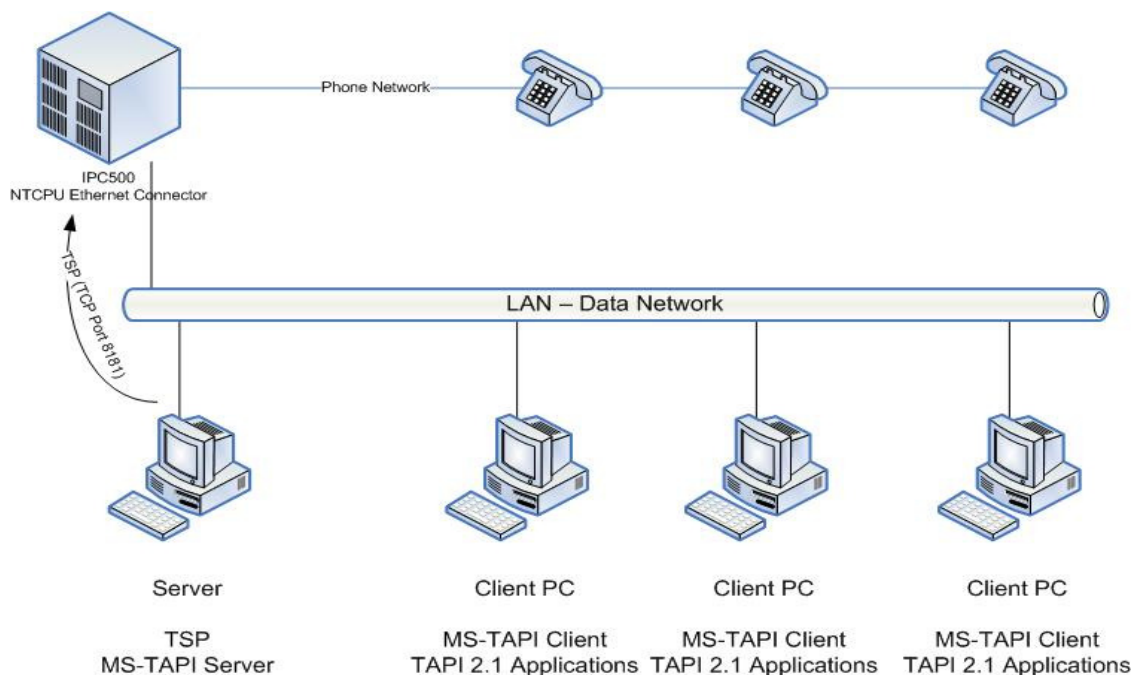 Phone Network
IPC500
NTCPU Ethernet Connector
TSP (TCP Port 8181)
LAN – Data Network
Server
TSP
MS-TAPI Server
Client PC
MS-TAPI Client
TAPI 2.1 Applications
Client PC
MS-TAPI Client
TAPI 2.1 Applications
Client PC
MS-TAPI Client
TAPI 2.1 Applications